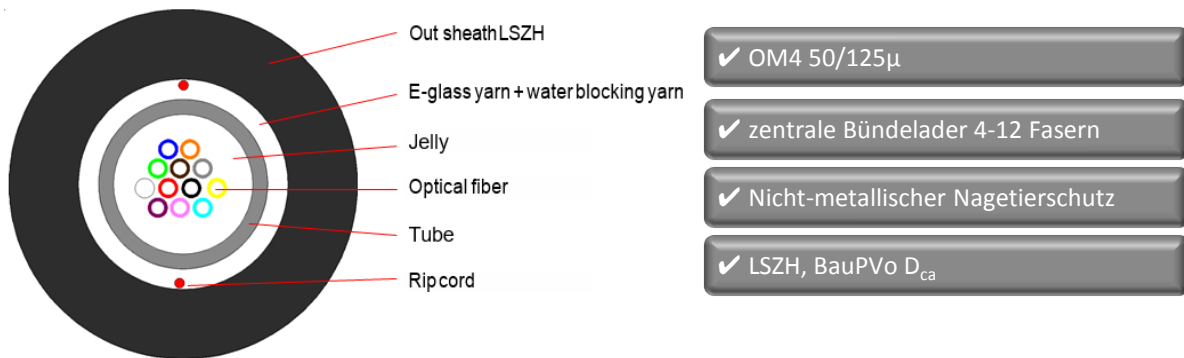 Out sheath LSZH
E-glass yarn + water blocking yarn
Jelly
Optical fiber
Tube
Rip cord
✔ OM4 50/125µ
✔ zentrale Bündelader 4-12 Fasern
✔ Nicht-metallischer Nagetierschutz
✔ LSZH, BauPVo Dca